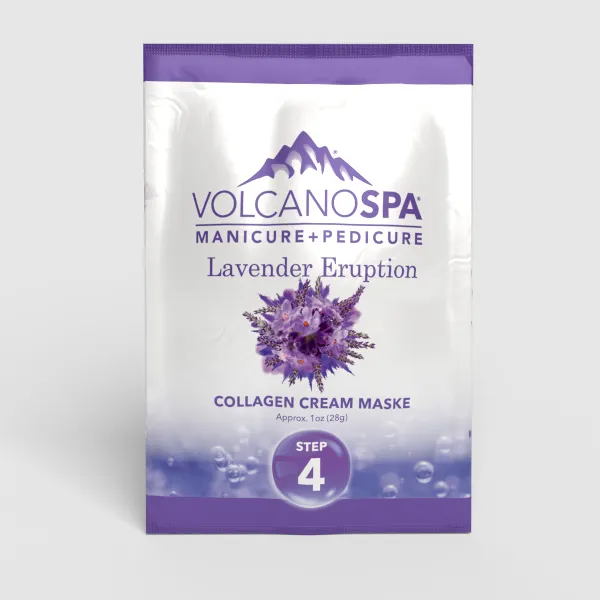 VOLCANOSPA®
MANICURE+PEDICURE
Lavender Eruption
COLLAGEN CREAM MASKE
Approx. 1oz (28g)
STEP
4